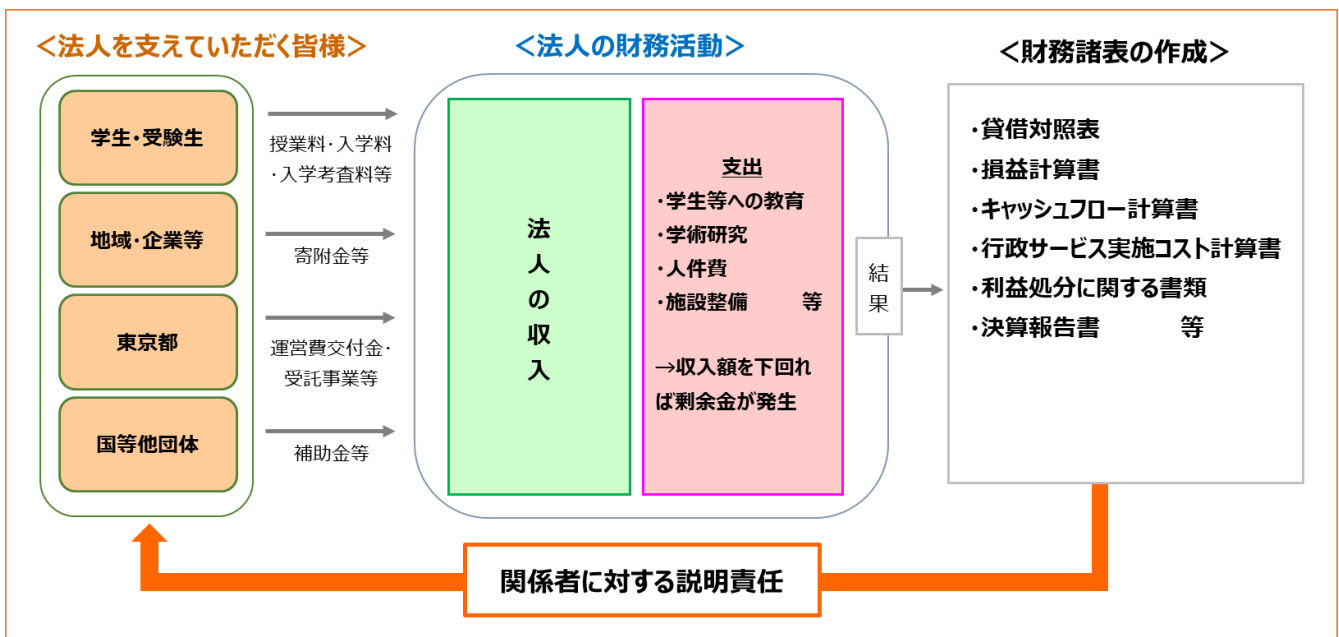 ＜法人を支えていただく皆様＞
学生・受験生
地域・企業等
東京都
国等他団体
授業料・入学料
・入学考査料等
寄附金等
運営費交付金・
受託事業等
補助金等
＜法人の財務活動＞
法人の収入
支出
・学生等への教育
・学術研究
・人件費
・施設整備　　等
→収入額を下回れ
ば剰余金が発生
結果
＜財務諸表の作成＞
・貸借対照表
・損益計算書
・キャッシュフロー計算書
・行政サービス実施コスト計算書
・利益処分に関する書類
・決算報告書　　　等
関係者に対する説明責任